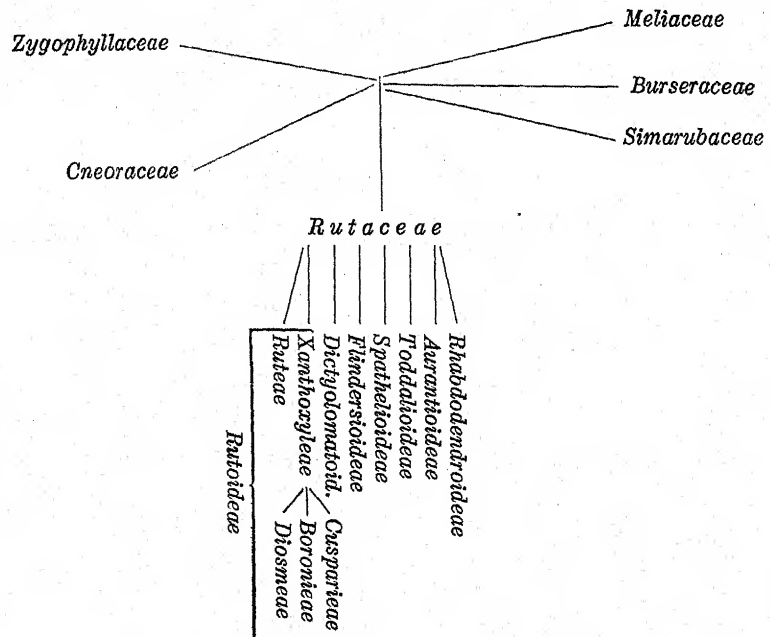 Meliaceae
Zygophyllaceae
Burseraceae
Simarubaceae
Cneoraceae
Rutaceae
Ruteae
Xanthoxyleae
Dictyolomatoid.
Flindersioideae
Spathelioideae
Toddalioideae
Aurantioideae
Rhabdodendroideae
Rutoideae
Diosmeae
Boronieae
Cusparieae